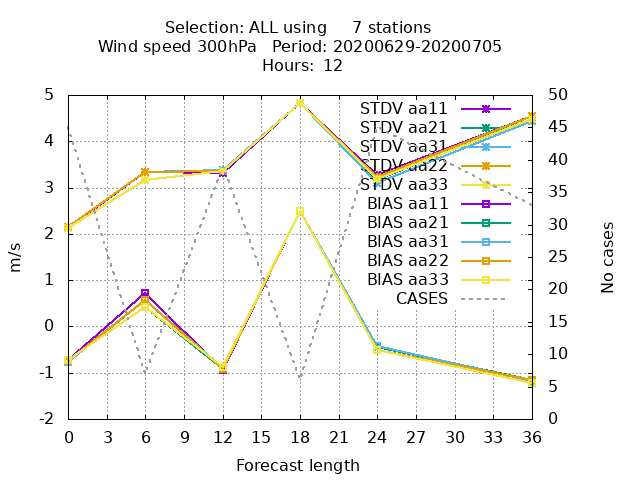 Selection: ALL using 7 stations
Wind speed 300hPa Period: 20200629-20200705
Hours: 12
5
4
3
2
1
0
-1
-2
m/s
50
45
40
35
30
25
20
15
10
5
0
No cases
STDV aa11
STDV aa21
STDV aa31
STDV aa22
STDV aa33
BIAS aa11
BIAS aa21
BIAS aa31
BIAS aa22
BIAS aa33
CASES
0 3 6 9 12 15 18 21 24 27 30 33 36
Forecast length